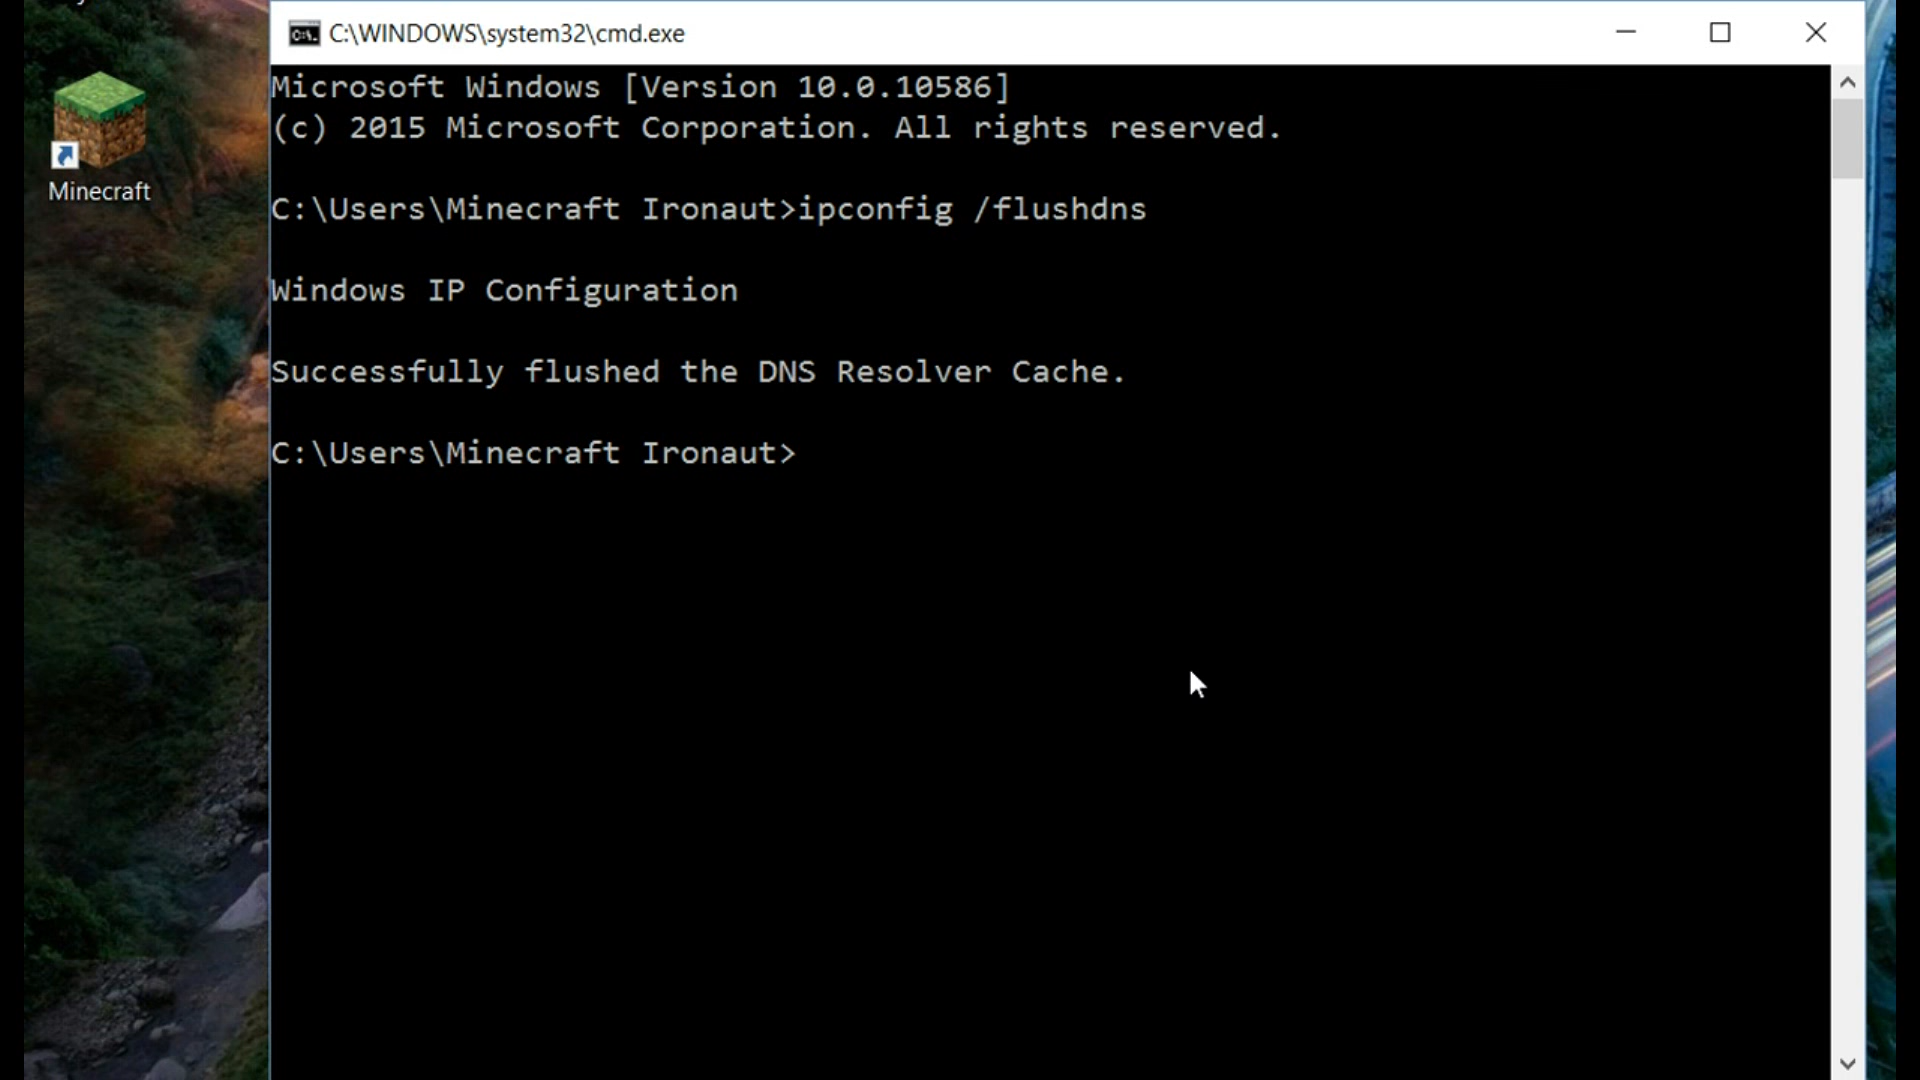 C:\WINDOWS\system32\cmd.exe
Microsoft Windows [Version 10.0.10586]
(c) 2015 Microsoft Corporation. All rights reserved.
C:\Users\Minecraft Ironaut>ipconfig /flushdns
Windows IP Configuration
Successfully flushed the DNS Resolver Cache.
C:\Users\Minecraft Ironaut>
Minecraft